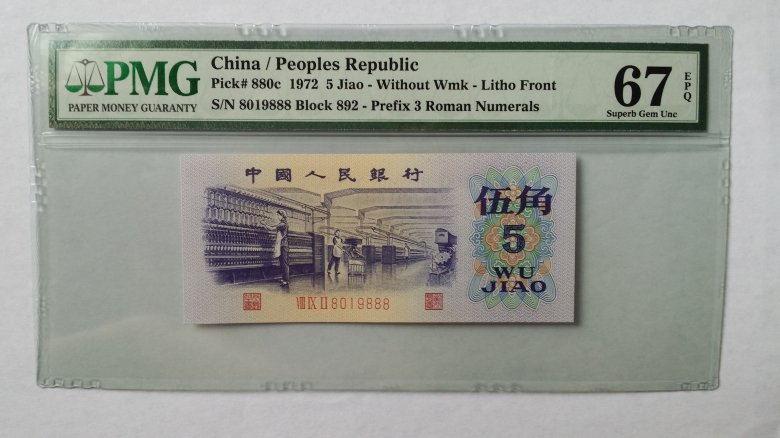 PMG
PAPER MONEY GUARANTY
China / Peoples Republic
Pick# 880c 1972 5 Jiao - Without Wmk - Litho Front
S/N 8019888 Block 892 - Prefix 3 Roman Numerals
67 EPQ
Superb Gem Unc
中國人民銀行
伍角
5
WU
JIAO
VIII IX II 8019888